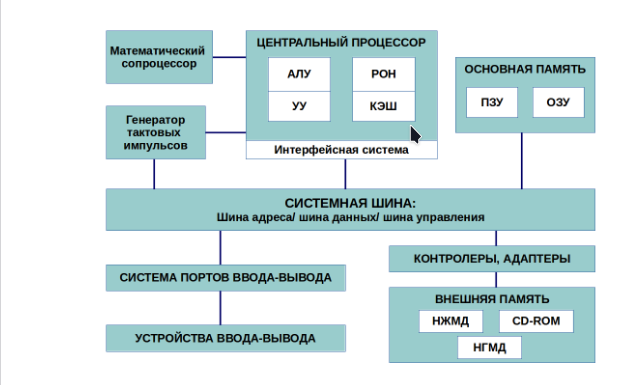 Математический
сопроцессор
ЦЕНТРАЛЬНЫЙ ПРОЦЕССОР
АЛУ
РОН
УУ
КЭШ
Интерфейсная система
ОСНОВНАЯ ПАМЯТЬ
ПЗУ
ОЗУ
Генератор
тактовых
импульсов
СИСТЕМНАЯ ШИНА:
Шина адреса/ шина данных/ шина управления
СИСТЕМА ПОРТОВ ВВОДА-ВЫВОДА
УСТРОЙСТВА ВВОДА-ВЫВОДА
КОНТРОЛЕРЫ, АДАПТЕРЫ
ВНЕШНЯЯ ПАМЯТЬ
НЖМД
CD-ROM
НГМД